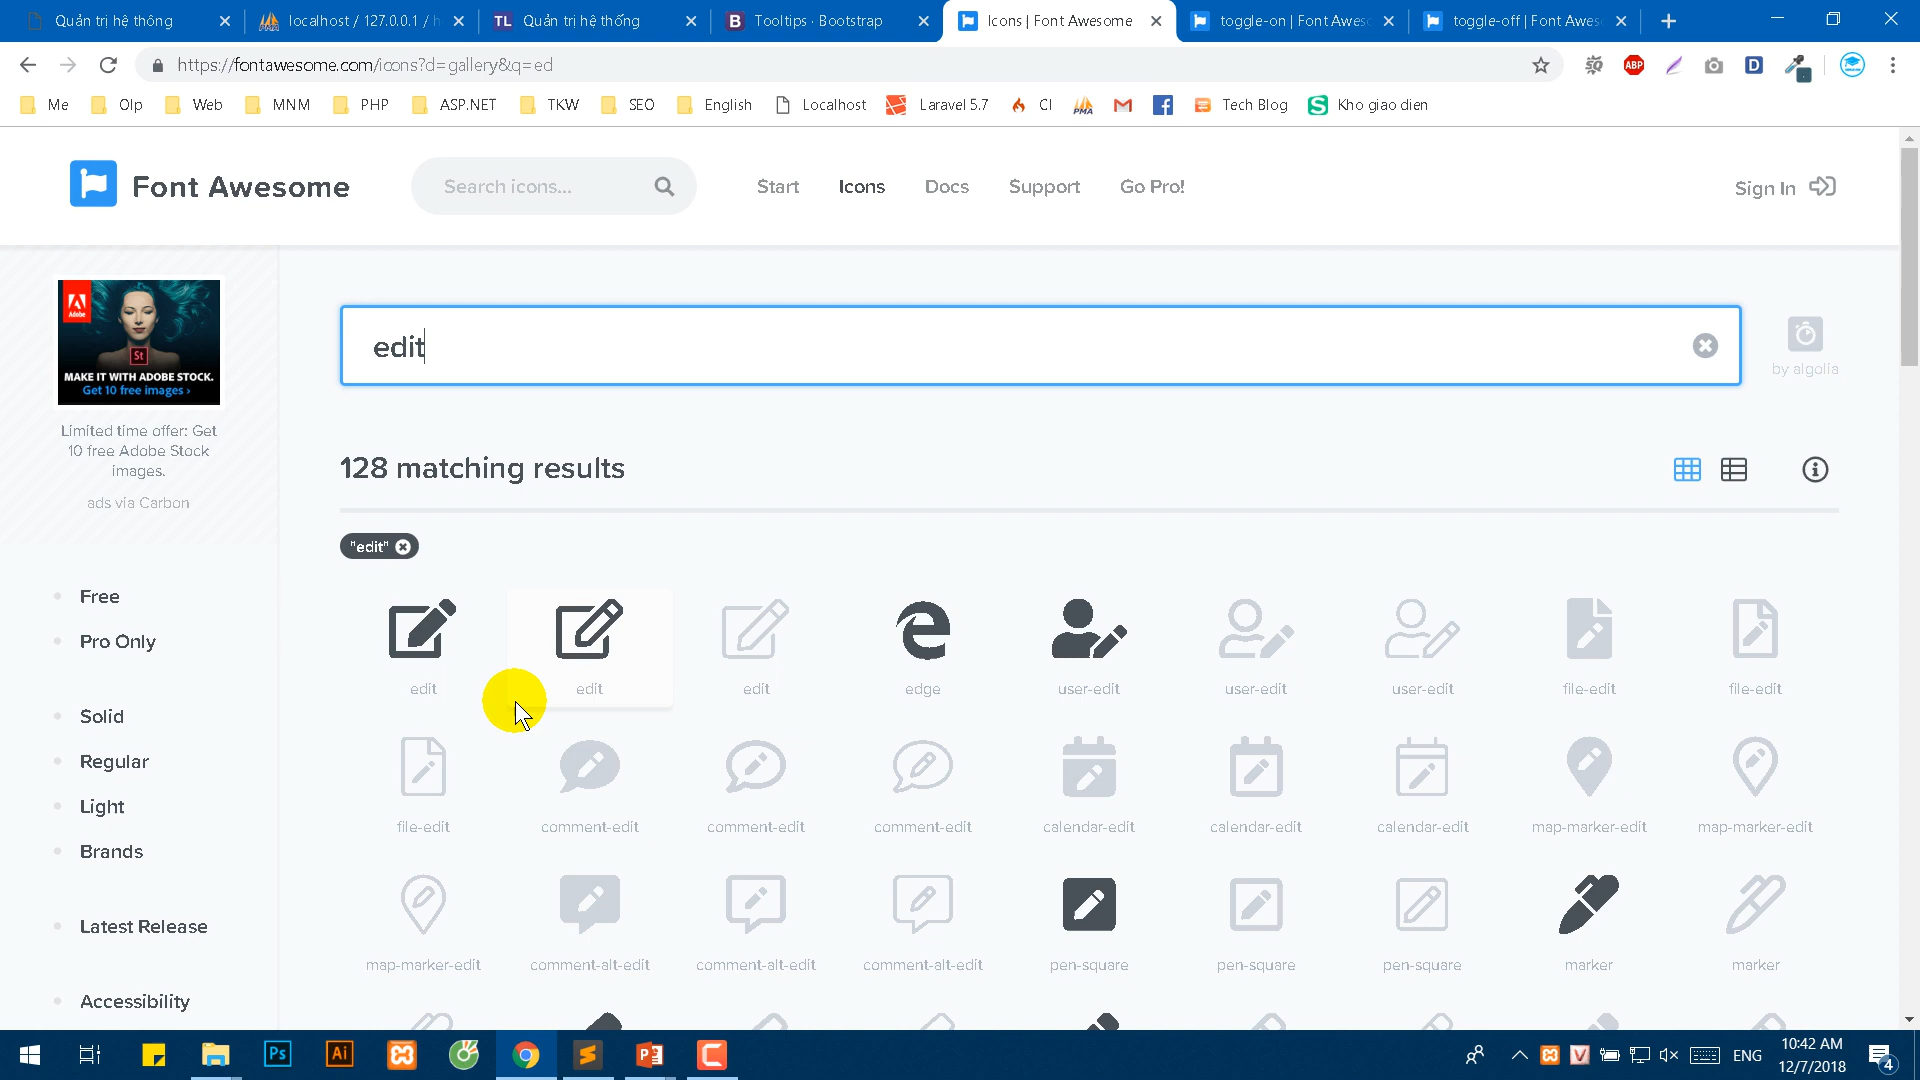 Quản trị hệ thống
localhost / 127.0.0.1 / h
TL Quản trị hệ thống
B Tooltips · Bootstrap
Icons | Font Awesome
toggle-on | Font Awes
toggle-off | Font Awes
https://fontawesome.com/icons?d=gallery&q=ed
ABP
D
Me
Olp
Web
MNM
PHP
ASP.NET
TKW
SEO
English
Localhost
Laravel 5.7
CI
PMA
Tech Blog
Kho giao dien
Font Awesome
Search icons...
Start
Icons
Docs
Support
Go Pro!
Sign In
Adobe
St
MAKE IT WITH ADOBE STOCK.
Get 10 free images ›
Limited time offer: Get
10 free Adobe Stock
images.
ads via Carbon
edit
by algolia
128 matching results
"edit"
Free
Pro Only
Solid
Regular
Light
Brands
Latest Release
Accessibility
edit
edit
edit
edge
user-edit
user-edit
user-edit
file-edit
file-edit
file-edit
comment-edit
comment-edit
comment-edit
calendar-edit
calendar-edit
calendar-edit
map-marker-edit
map-marker-edit
map-marker-edit
comment-alt-edit
comment-alt-edit
comment-alt-edit
pen-square
pen-square
pen-square
marker
marker
Ps
Ai
ENG
10:42 AM
12/7/2018
4